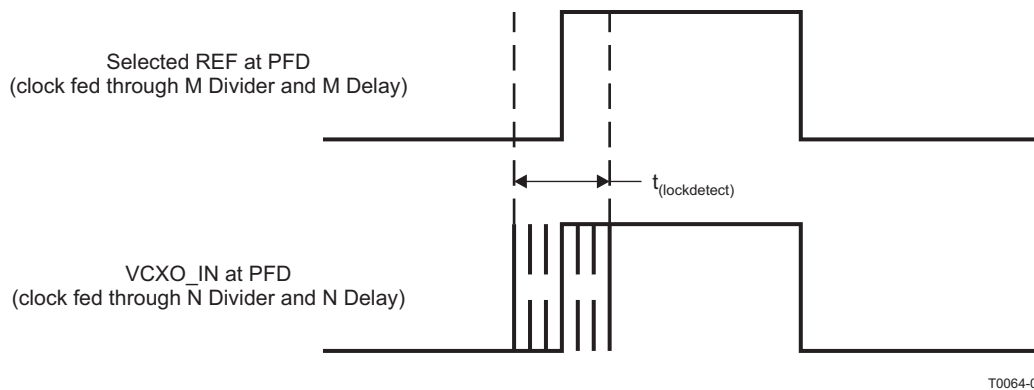 Selected REF at PFD
(clock fed through M Divider and M Delay)
t(lockdetect)
VCXO_IN at PFD
(clock fed through N Divider and N Delay)